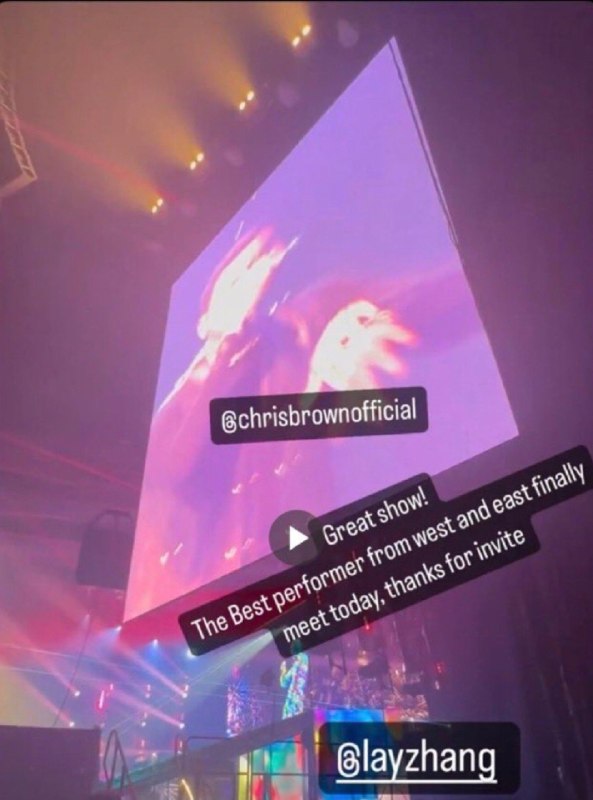 @chrisbrownofficial
Great show!
The Best performer from west and east finally
meet today, thanks for invite
@layzhang